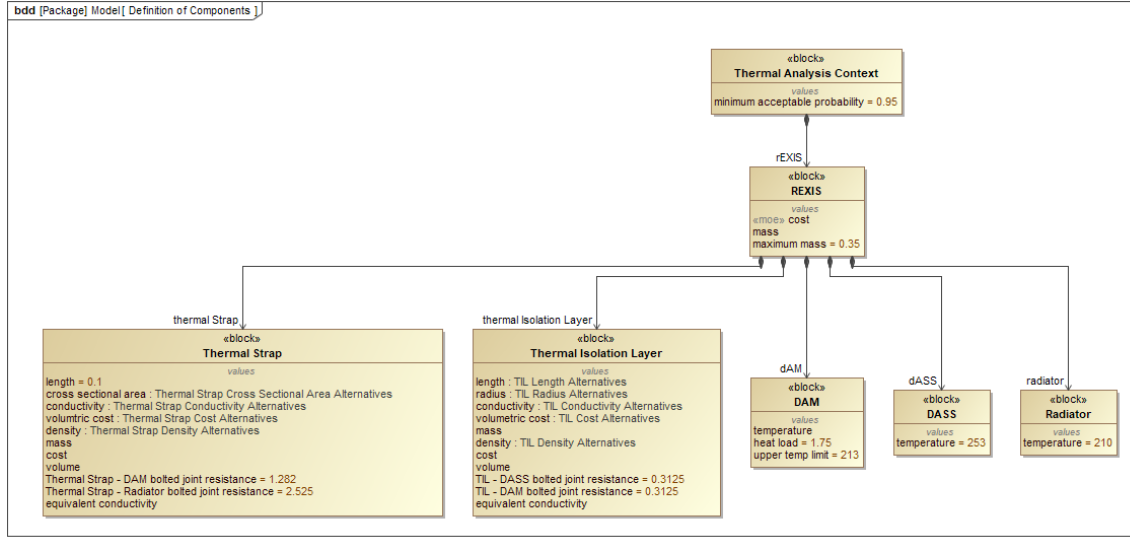 bdd [Package] Model[ Definition of Components ]
«block»
Thermal Analysis Context
values
minimum acceptable probability = 0.95
rEXIS
«block»
REXIS
values
«moe» cost
mass
maximum mass = 0.35
thermal Strap
«block»
Thermal Strap
values
length = 0.1
cross sectional area : Thermal Strap Cross Sectional Area Alternatives
conductivity : Thermal Strap Conductivity Alternatives
volumtric cost : Thermal Strap Cost Alternatives
density : Thermal Strap Density Alternatives
mass
cost
volume
Thermal Strap - DAM bolted joint resistance = 1.282
Thermal Strap - Radiator bolted joint resistance = 2.525
equivalent conductivity
thermal Isolation Layer
«block»
Thermal Isolation Layer
values
length : TIL Length Alternatives
radius : TIL Radius Alternatives
conductivity : TIL Conductivity Alternatives
volumetric cost : TIL Cost Alternatives
mass
density : TIL Density Alternatives
cost
volume
TIL - DASS bolted joint resistance = 0.3125
TIL - DAM bolted joint resistance = 0.3125
equivalent conductivity
dAM
«block»
DAM
values
temperature
heat load = 1.75
upper temp limit = 213
dASS
«block»
DASS
values
temperature = 253
radiator
«block»
Radiator
values
temperature = 210